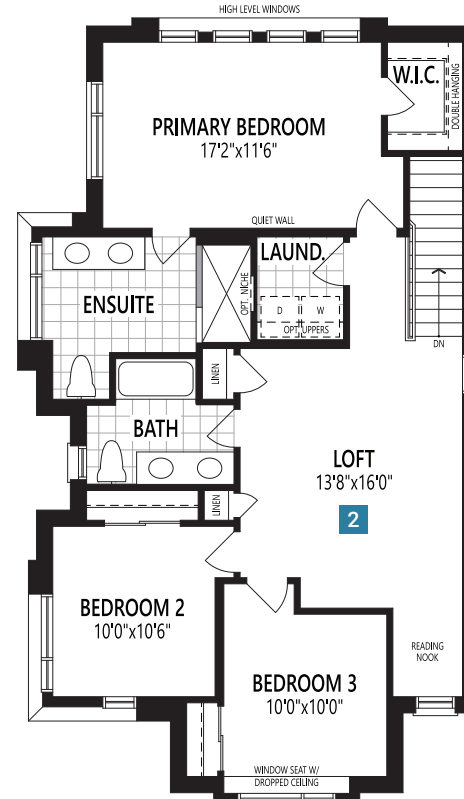 HIGH LEVEL WINDOWS
W.I.C.
DOUBLE HANGING
PRIMARY BEDROOM
17'2"x11'6"
QUIET WALL
LAUND.
ENSUITE
OPT. NICHE
D W
OPT. UPPERS
DN
LINEN
BATH
LOFT
13'8"x16'0"
2
LINEN
BEDROOM 2
10'0"x10'6"
READING
NOOK
BEDROOM 3
10'0"x10'0"
WINDOW SEAT W/
DROPPED CEILING